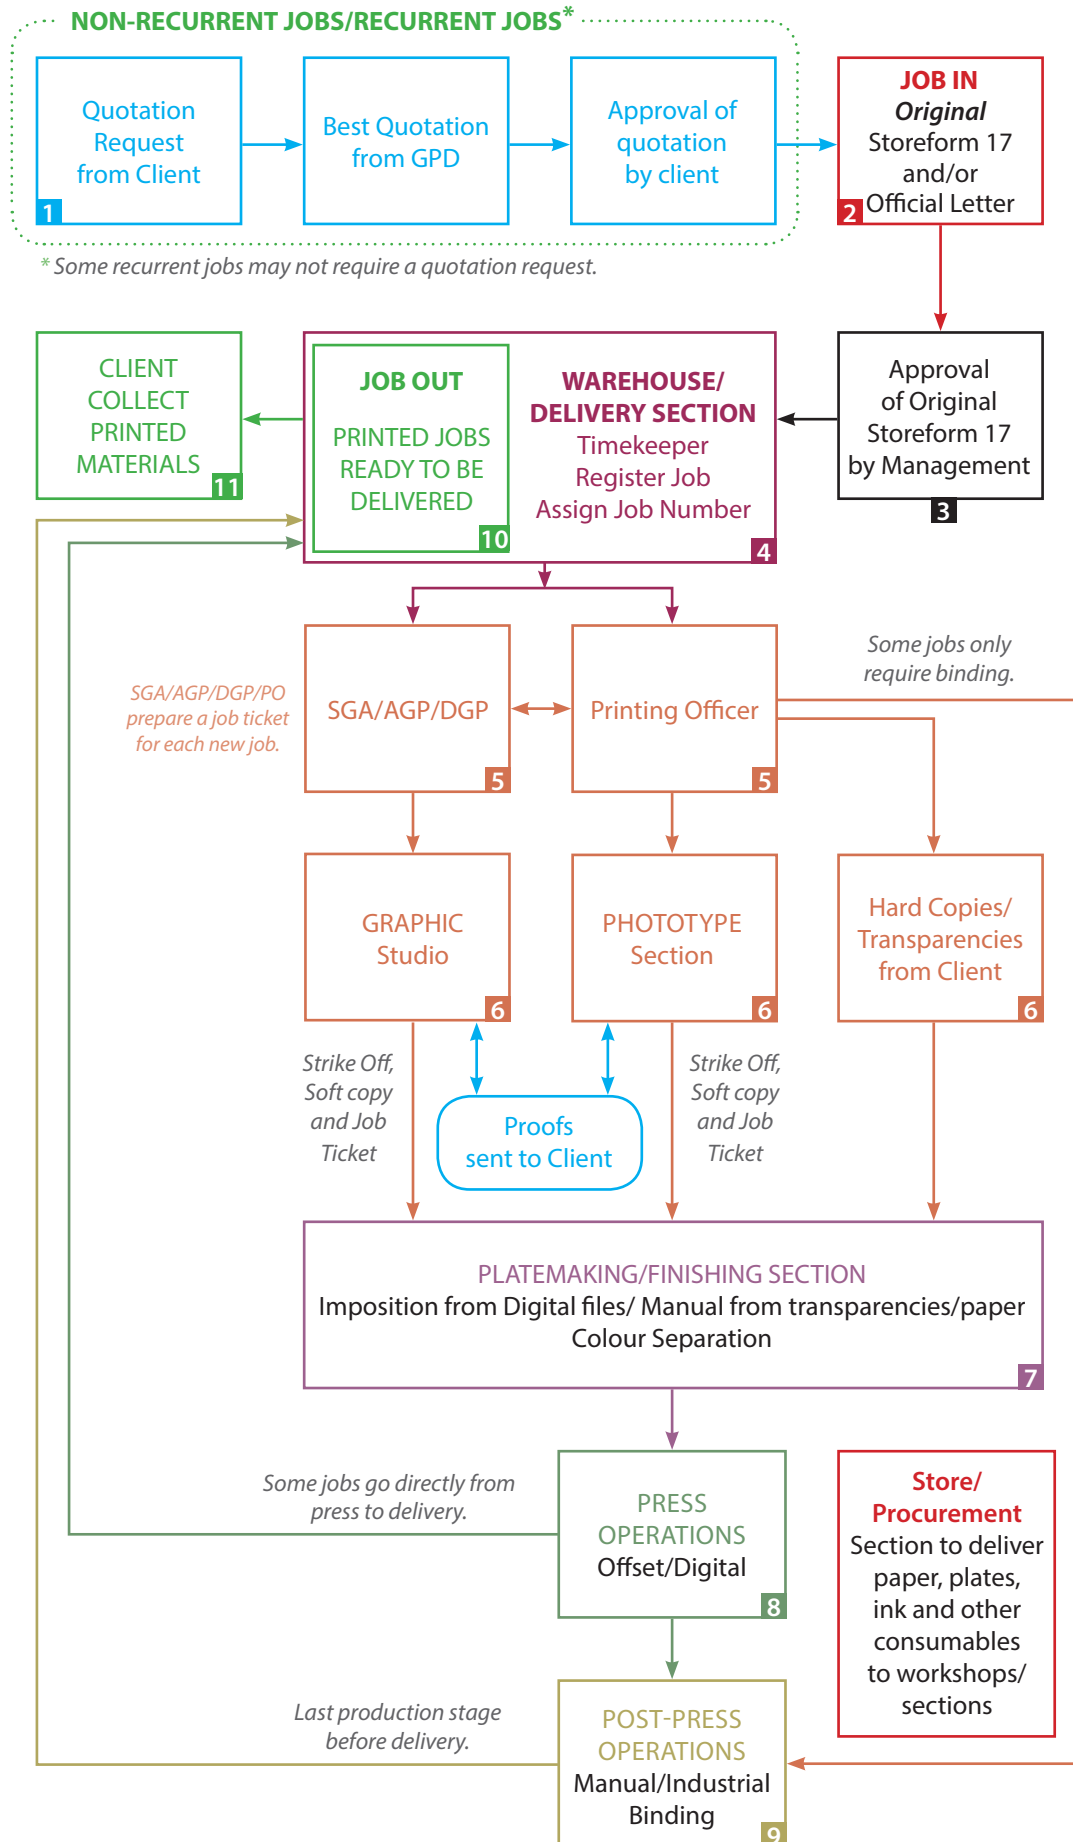 NON-RECURRENT JOBS/RECURRENT JOBS*
Quotation
Request
from Client
1
Best Quotation
from GPD
Approval of
quotation
by client
JOB IN
Original
Storeform 17
and/or
Official Letter
2
* Some recurrent jobs may not require a quotation request.
CLIENT
COLLECT
PRINTED
MATERIALS
11
JOB OUT
PRINTED JOBS
READY TO BE
DELIVERED
10
WAREHOUSE/
DELIVERY SECTION
Timekeeper
Register Job
Assign Job Number
4
Approval
of Original
Storeform 17
by Management
3
SGA/AGP/DGP/PO
prepare a job ticket
for each new job.
SGA/AGP/DGP
5
Printing Officer
5
Some jobs only
require binding.
GRAPHIC
Studio
6
PHOTOTYPE
Section
6
Hard Copies/
Transparencies
from Client
6
Strike Off,
Soft copy
and Job
Ticket
Proofs
sent to Client
Strike Off,
Soft copy
and Job
Ticket
PLATEMAKING/FINISHING SECTION
Imposition from Digital files/ Manual from transparencies/paper
Colour Separation
7
Some jobs go directly from
press to delivery.
PRESS
OPERATIONS
Offset/Digital
8
Store/
Procurement
Section to deliver
paper, plates,
ink and other
consumables
to workshops/
sections
Last production stage
before delivery.
POST-PRESS
OPERATIONS
Manual/Industrial
Binding
9